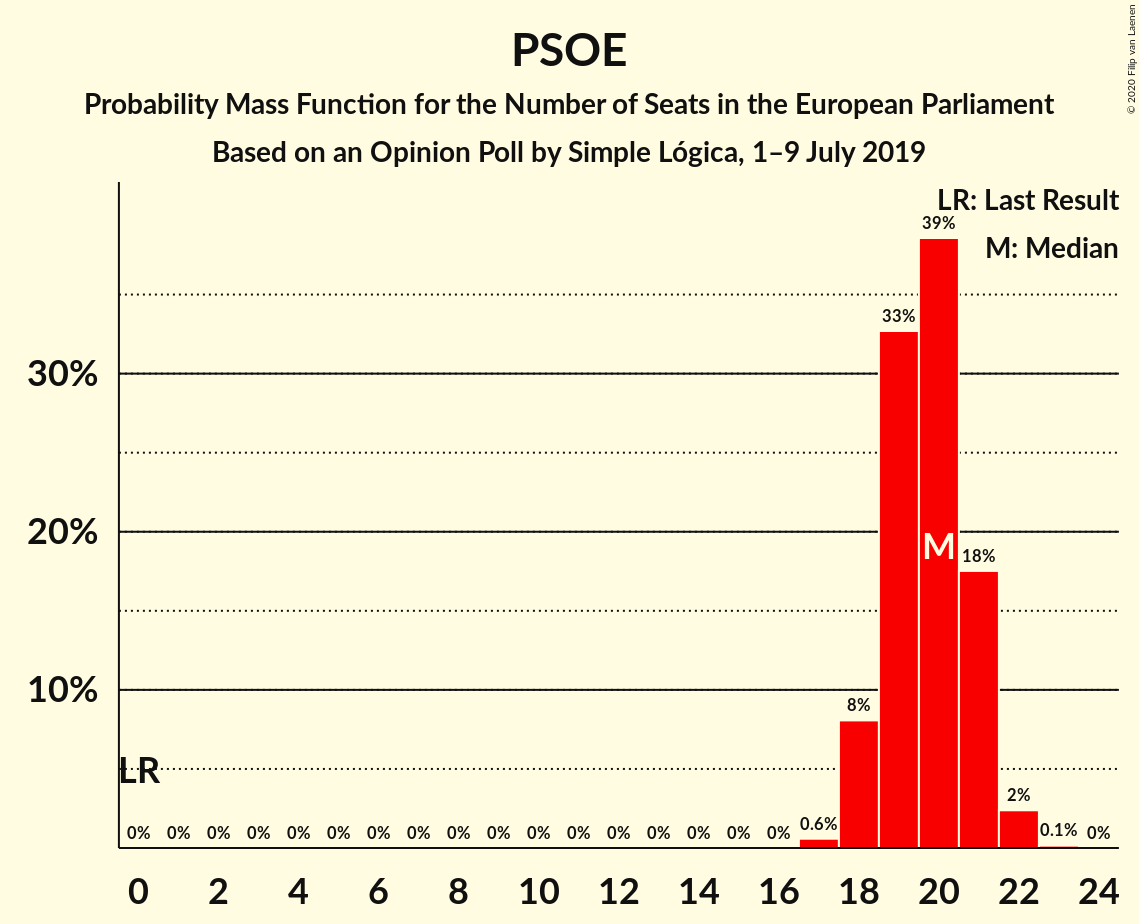 PSOE
Probability Mass Function for the Number of Seats in the European Parliament
Based on an Opinion Poll by Simple Lógica, 1–9 July 2019
© 2020 Filip van Laenen
LR: Last Result
M: Median
39%
33%
30%
20%
M
18%
10%
8%
LR
2%
0% 0% 0% 0% 0% 0% 0% 0% 0% 0% 0% 0% 0% 0% 0% 0% 0% 0.6% 0.1% 0%
0 2 4 6 8 10 12 14 16 18 20 22 24